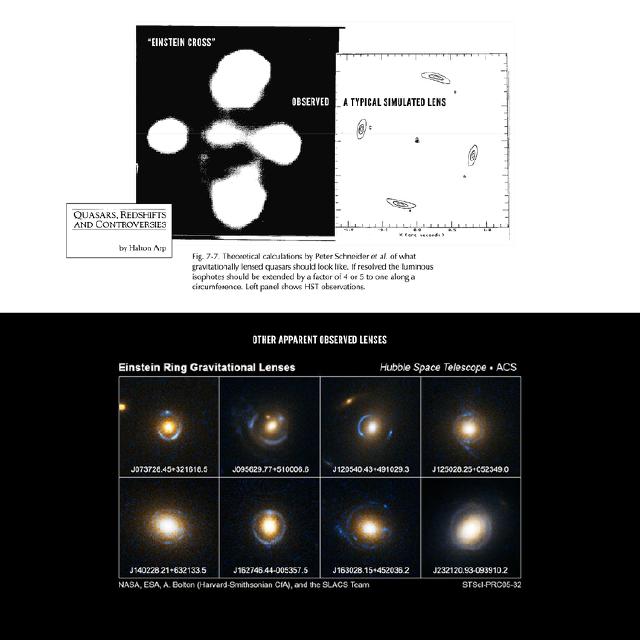 "EINSTEIN CROSS"
OBSERVED
A TYPICAL SIMULATED LENS
X (arc seconds)
QUASARS, REDSHIFTS
AND CONTROVERSIES
by Halton Arp
Fig. 7-7. Theoretical calculations by Peter Schneider et al. of what
gravitationally lensed quasars should look like. If resolved the luminous
isophotes should be extended by a factor of 4 or 5 to one along a
circumference. Left panel shows HST observations.
OTHER APPARENT OBSERVED LENSES
Einstein Ring Gravitational Lenses
Hubble Space Telescope • ACS
J073728.45+321618.5
J095629.77+510006.6
J120540.43+491029.3
J125028.25+052349.0
J140228.21+632133.5
J162746.44-005357.5
J163028.15+452036.2
J232120.93-093910.2
NASA, ESA, A. Bolton (Harvard-Smithsonian CfA), and the SLACS Team
STScI-PRC05-32